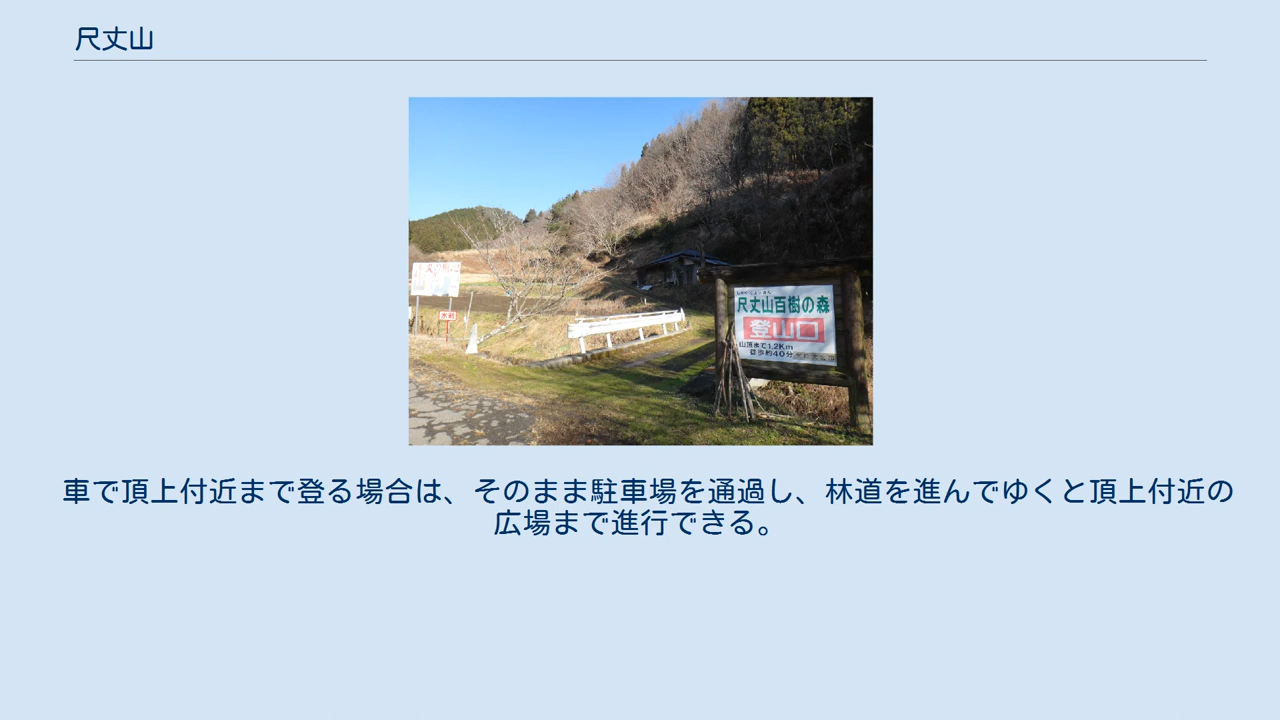 尺丈山
尺丈山百樹の森
登山口
山頂まで1.2Km
徒歩約40分
車で頂上付近まで登る場合は、そのまま駐車場を通過し、林道を進んでゆくと頂上付近の
広場まで進行できる。